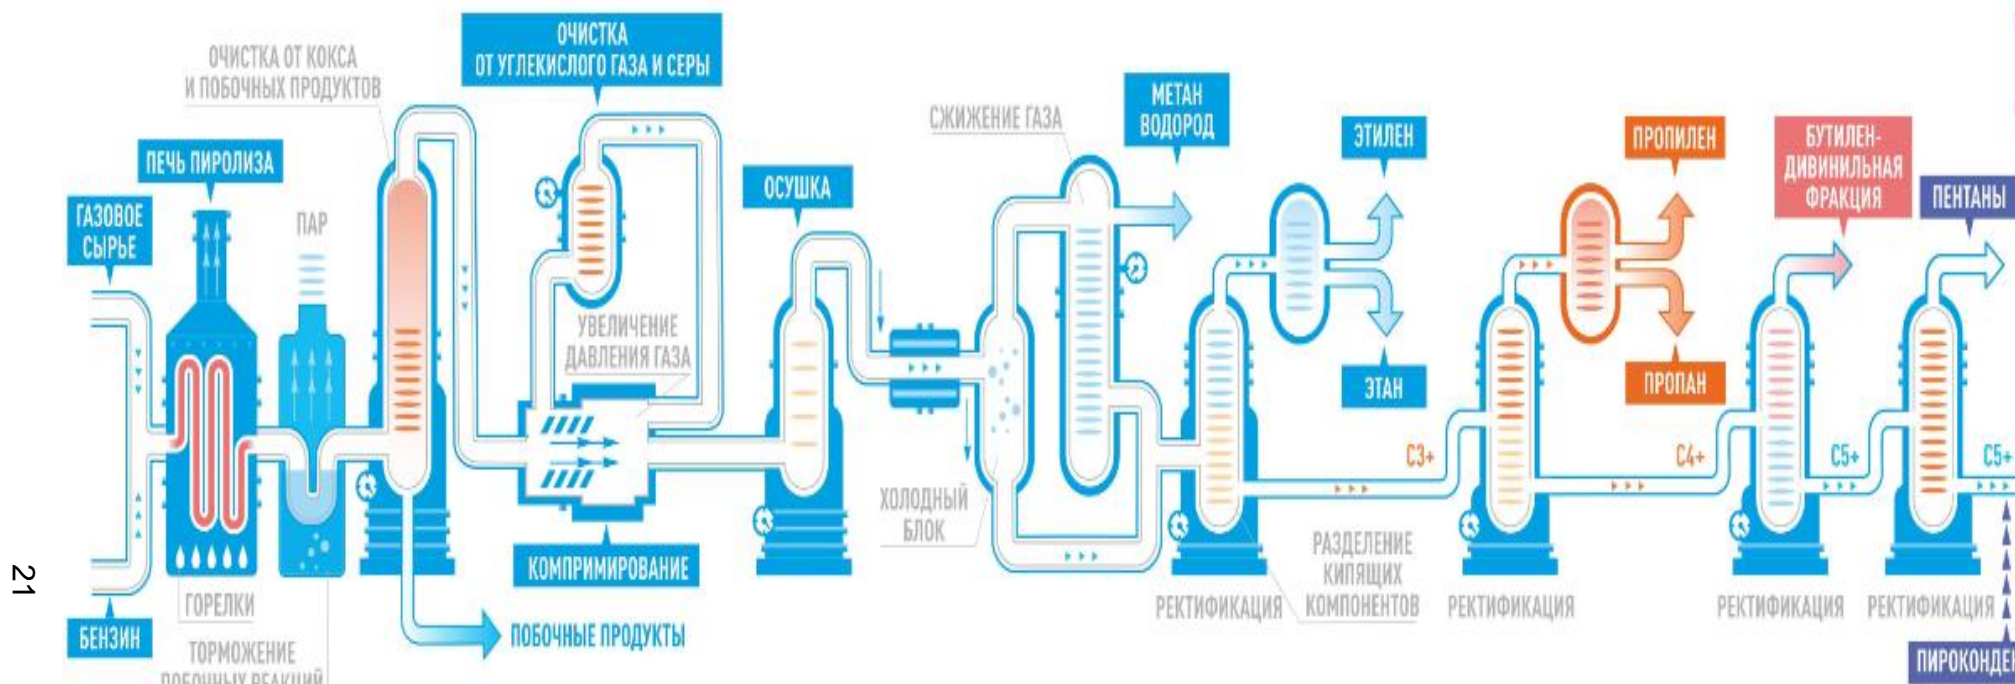 ОЧИСТКА ОТ КОКСА
И ПОБОЧНЫХ ПРОДУКТОВ
ОЧИСТКА
ОТ УГЛЕКИСЛОГО ГАЗА И СЕРЫ
ПЕЧЬ ПИРОЛИЗА
ГАЗОВОЕ
СЫРЬЕ
ПАР
УВЕЛИЧЕНИЕ
ДАВЛЕНИЯ ГАЗА
ОСУШКА
СЖИЖЕНИЕ ГАЗА
МЕТАН
ВОДОРОД
ЭТИЛЕН
ЭТАН
ПРОПИЛЕН
ПРОПАН
БУТИЛЕН-
ДИВИНИЛЬНАЯ
ФРАКЦИЯ
ПЕНТАНЫ
C3+
C4+
C5+
C5+
ХОЛОДНЫЙ
БЛОК
КОМПРИМИРОВАНИЕ
РАЗДЕЛЕНИЕ
КИПЯЩИХ
КОМПОНЕНТОВ
РЕКТИФИКАЦИЯ
РЕКТИФИКАЦИЯ
РЕКТИФИКАЦИЯ
РЕКТИФИКАЦИЯ
21
ГОРЕЛКИ
БЕНЗИН
ПОБОЧНЫЕ ПРОДУКТЫ
ТОРМОЖЕНИЕ
ПОБОЧНЫХ РЕАКЦИЙ